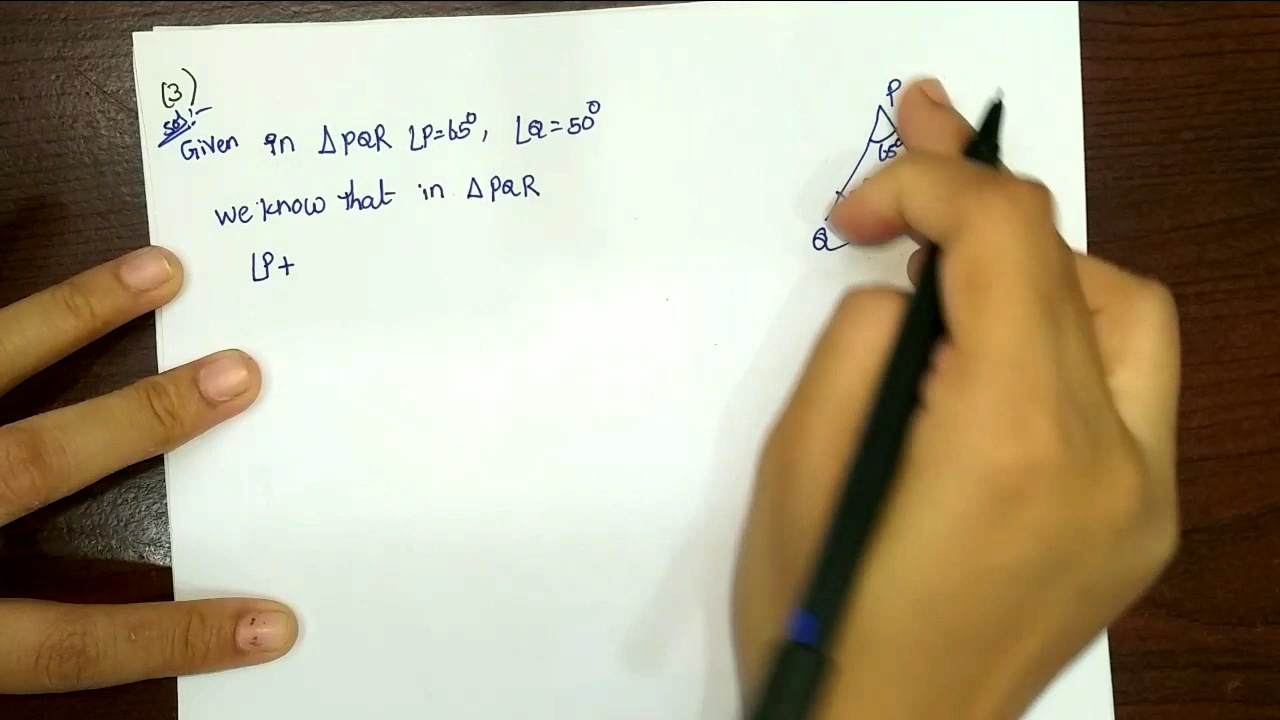 (3)
Sol:-
Given in ΔPQR ∠P=65°, ∠Q=50°
we know that in ΔPQR
∠P+
P
65°
Q